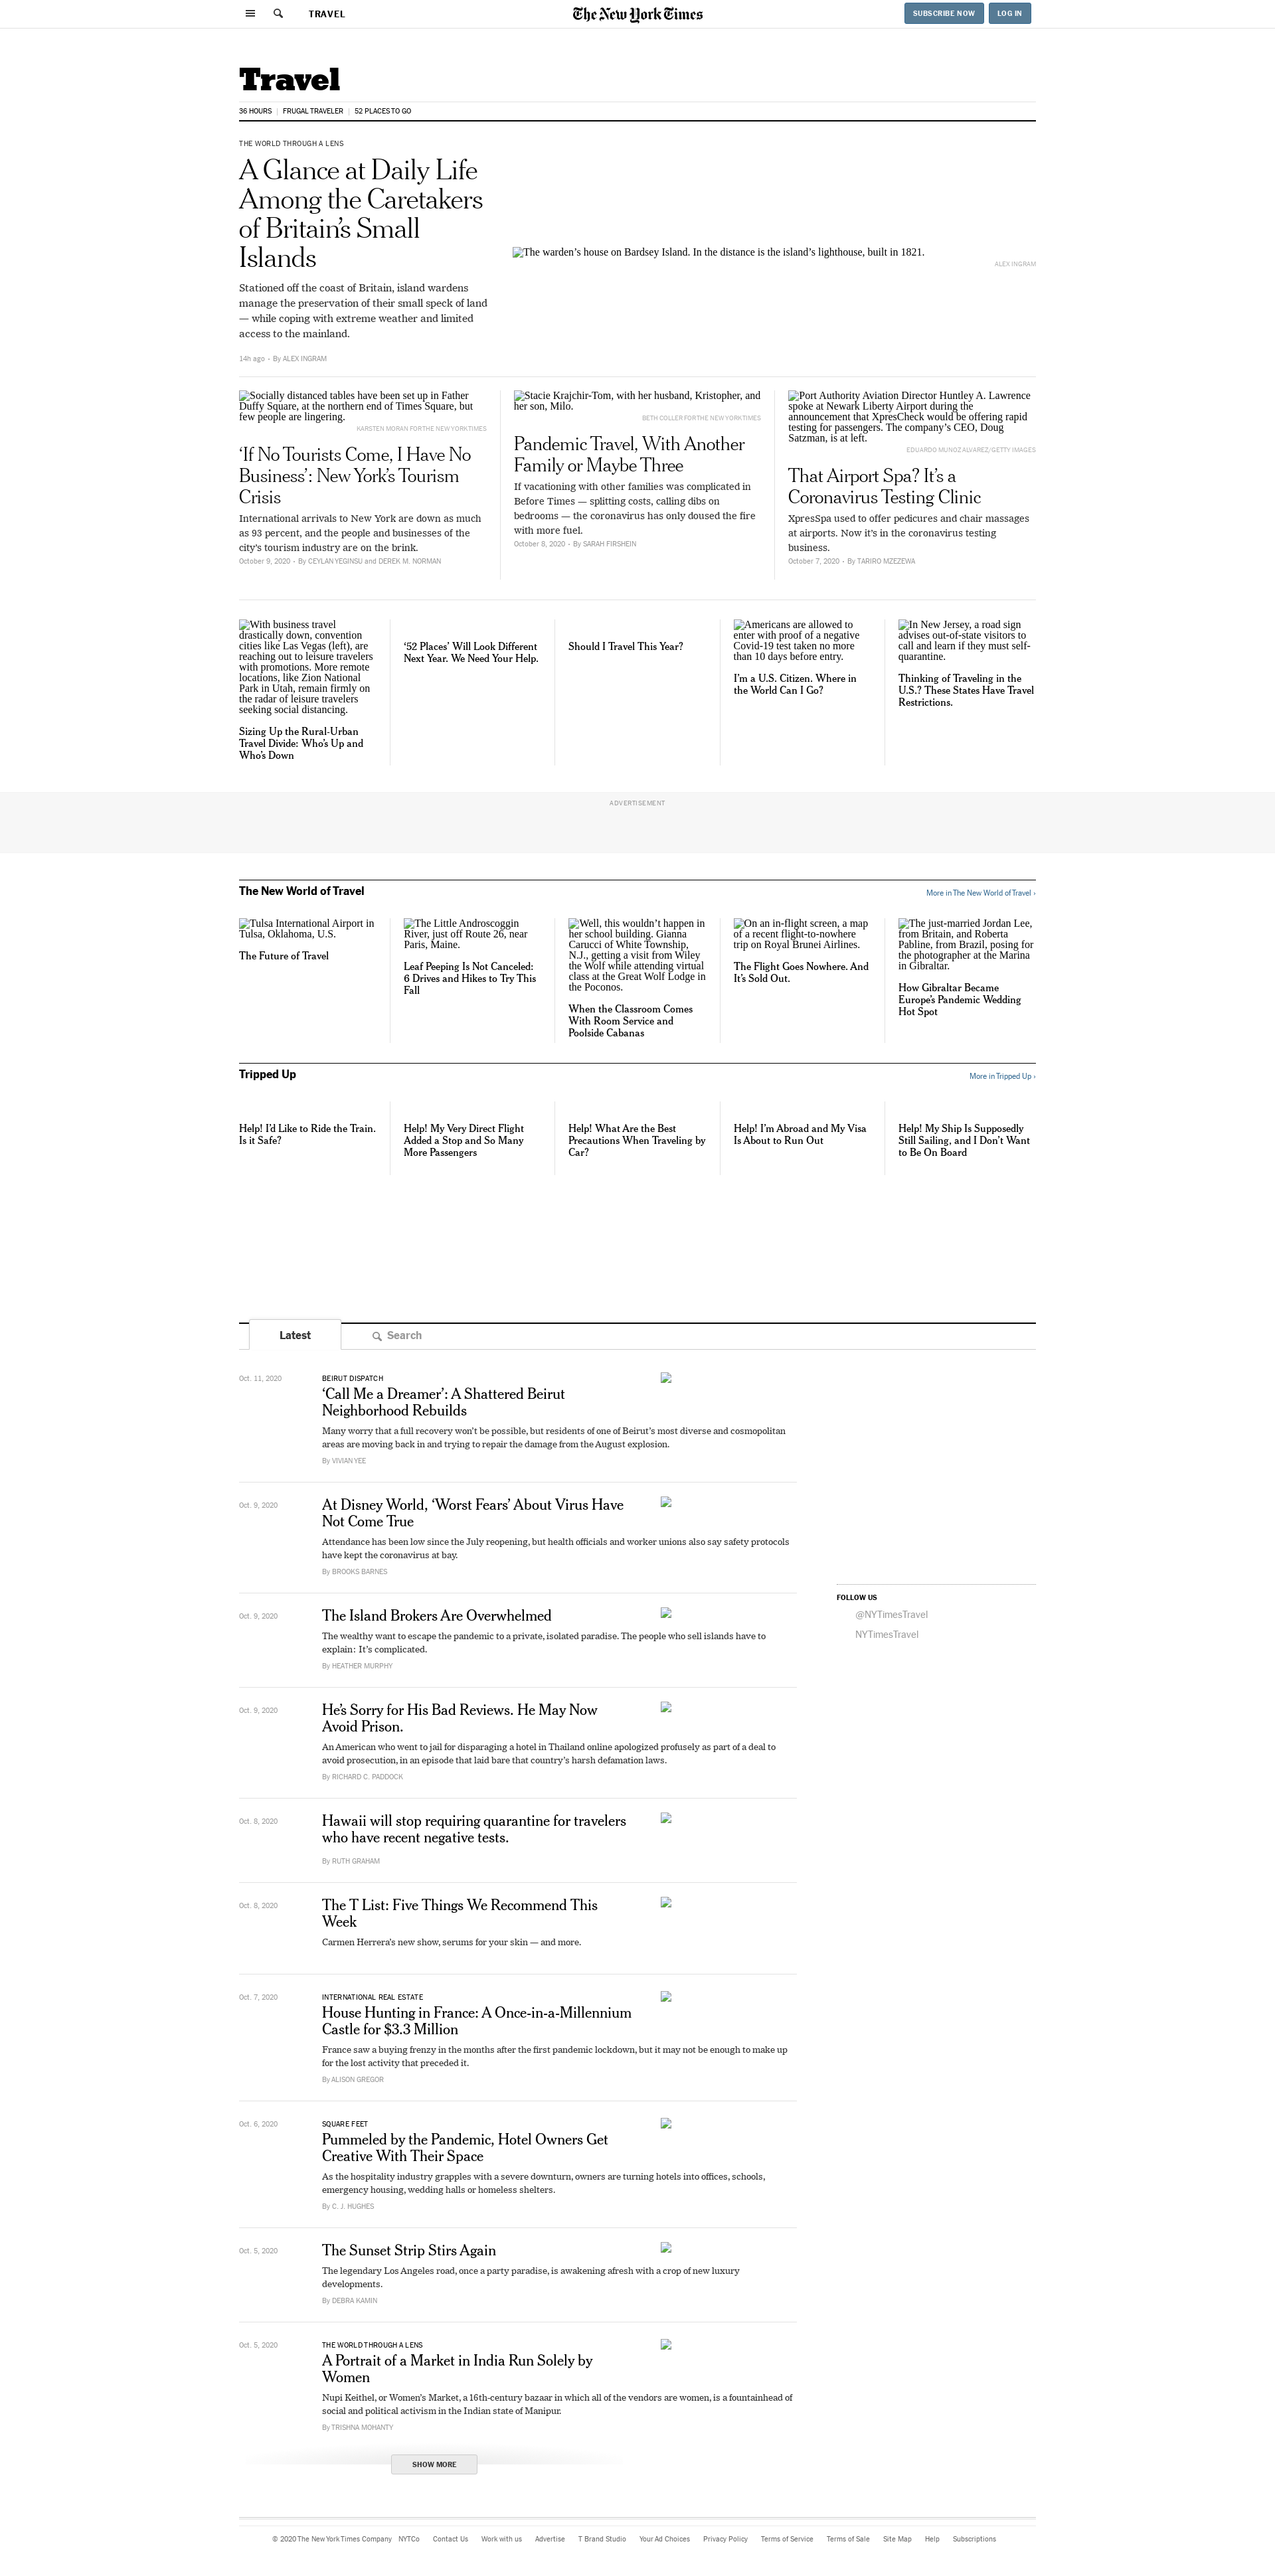 TRAVEL
The New York Times
SUBSCRIBE NOW
LOG IN
Travel
36 HOURS
FRUGAL TRAVELER
52 PLACES TO GO
THE WORLD THROUGH A LENS
A Glance at Daily Life
Among the Caretakers
of Britain’s Small
Islands
Stationed off the coast of Britain, island wardens
manage the preservation of their small speck of land
— while coping with extreme weather and limited
access to the mainland.
14h ago • By ALEX INGRAM
The warden’s house on Bardsey Island. In the distance is the island’s lighthouse, built in 1821.
ALEX INGRAM
Socially distanced tables have been set up in Father
Duffy Square, at the northern end of Times Square, but
few people are lingering.
KARSTEN MORAN FOR THE NEW YORK TIMES
‘If No Tourists Come, I Have No
Business’: New York’s Tourism
Crisis
International arrivals to New York are down as much
as 93 percent, and the people and businesses of the
city’s tourism industry are on the brink.
October 9, 2020 • By CEYLAN YEGINSU and DEREK M. NORMAN
Stacie Krajchir-Tom, with her husband, Kristopher, and
her son, Milo.
BETH COLLER FOR THE NEW YORK TIMES
Pandemic Travel, With Another
Family or Maybe Three
If vacationing with other families was complicated in
Before Times — splitting costs, calling dibs on
bedrooms — the coronavirus has only doused the fire
with more fuel.
October 8, 2020 • By SARAH FIRSHEIN
Port Authority Aviation Director Huntley A. Lawrence
spoke at Newark Liberty Airport during the
announcement that XpresCheck would be offering rapid
testing for passengers. The company’s CEO, Doug
Satzman, is at left.
EDUARDO MUNOZ ALVAREZ/GETTY IMAGES
That Airport Spa? It’s a
Coronavirus Testing Clinic
XpresSpa used to offer pedicures and chair massages
at airports. Now it’s in the coronavirus testing
business.
October 7, 2020 • By TARIRO MZEZEWA
With business travel
drastically down, convention
cities like Las Vegas (left), are
reaching out to leisure travelers
with promotions. More remote
locations, like Zion National
Park in Utah, remain firmly on
the radar of leisure travelers
seeking social distancing.
Sizing Up the Rural-Urban
Travel Divide: Who’s Up and
Who’s Down
‘52 Places’ Will Look Different
Next Year. We Need Your Help.
Should I Travel This Year?
Americans are allowed to
enter with proof of a negative
Covid-19 test taken no more
than 10 days before entry.
I’m a U.S. Citizen. Where in
the World Can I Go?
In New Jersey, a road sign
advises out-of-state visitors to
call and learn if they must self-
quarantine.
Thinking of Traveling in the
U.S.? These States Have Travel
Restrictions.
ADVERTISEMENT
The New World of Travel
More in The New World of Travel ›
Tulsa International Airport in
Tulsa, Oklahoma, U.S.
The Future of Travel
The Little Androscoggin
River, just off Route 26, near
Paris, Maine.
Leaf Peeping Is Not Canceled:
6 Drives and Hikes to Try This
Fall
Well, this wouldn’t happen in
her school building. Gianna
Carucci of White Township,
N.J., getting a visit from Wiley
the Wolf while attending virtual
class at the Great Wolf Lodge in
the Poconos.
When the Classroom Comes
With Room Service and
Poolside Cabanas
On an in-flight screen, a map
of a recent flight-to-nowhere
trip on Royal Brunei Airlines.
The Flight Goes Nowhere. And
It’s Sold Out.
The just-married Jordan Lee,
from Britain, and Roberta
Pabline, from Brazil, posing for
the photographer at the Marina
in Gibraltar.
How Gibraltar Became
Europe’s Pandemic Wedding
Hot Spot
Tripped Up
More in Tripped Up ›
Help! I’d Like to Ride the Train.
Is it Safe?
Help! My Very Direct Flight
Added a Stop and So Many
More Passengers
Help! What Are the Best
Precautions When Traveling by
Car?
Help! I’m Abroad and My Visa
Is About to Run Out
Help! My Ship Is Supposedly
Still Sailing, and I Don’t Want
to Be On Board
Latest
Search
Oct. 11, 2020
BEIRUT DISPATCH
‘Call Me a Dreamer’: A Shattered Beirut
Neighborhood Rebuilds
Many worry that a full recovery won’t be possible, but residents of one of Beirut’s most diverse and cosmopolitan
areas are moving back in and trying to repair the damage from the August explosion.
By VIVIAN YEE
Oct. 9, 2020
At Disney World, ‘Worst Fears’ About Virus Have
Not Come True
Attendance has been low since the July reopening, but health officials and worker unions also say safety protocols
have kept the coronavirus at bay.
By BROOKS BARNES
FOLLOW US
@NYTimesTravel
NYTimesTravel
Oct. 9, 2020
The Island Brokers Are Overwhelmed
The wealthy want to escape the pandemic to a private, isolated paradise. The people who sell islands have to
explain: It’s complicated.
By HEATHER MURPHY
Oct. 9, 2020
He’s Sorry for His Bad Reviews. He May Now
Avoid Prison.
An American who went to jail for disparaging a hotel in Thailand online apologized profusely as part of a deal to
avoid prosecution, in an episode that laid bare that country’s harsh defamation laws.
By RICHARD C. PADDOCK
Oct. 8, 2020
Hawaii will stop requiring quarantine for travelers
who have recent negative tests.
By RUTH GRAHAM
Oct. 8, 2020
The T List: Five Things We Recommend This
Week
Carmen Herrera’s new show, serums for your skin — and more.
Oct. 7, 2020
INTERNATIONAL REAL ESTATE
House Hunting in France: A Once-in-a-Millennium
Castle for $3.3 Million
France saw a buying frenzy in the months after the first pandemic lockdown, but it may not be enough to make up
for the lost activity that preceded it.
By ALISON GREGOR
Oct. 6, 2020
SQUARE FEET
Pummeled by the Pandemic, Hotel Owners Get
Creative With Their Space
As the hospitality industry grapples with a severe downturn, owners are turning hotels into offices, schools,
emergency housing, wedding halls or homeless shelters.
By C. J. HUGHES
Oct. 5, 2020
The Sunset Strip Stirs Again
The legendary Los Angeles road, once a party paradise, is awakening afresh with a crop of new luxury
developments.
By DEBRA KAMIN
Oct. 5, 2020
THE WORLD THROUGH A LENS
A Portrait of a Market in India Run Solely by
Women
Nupi Keithel, or Women’s Market, a 16th-century bazaar in which all of the vendors are women, is a fountainhead of
social and political activism in the Indian state of Manipur.
By TRISHNA MOHANTY
SHOW MORE
© 2020 The New York Times Company NYTCo Contact Us Work with us Advertise T Brand Studio Your Ad Choices Privacy Policy Terms of Service Terms of Sale Site Map Help Subscriptions